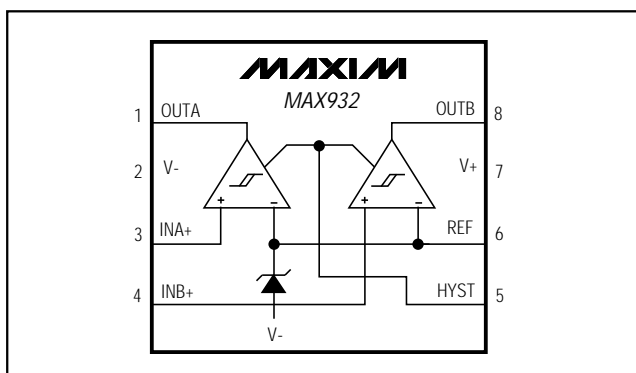 MAXIM
MAX932
1 OUTA
OUTB 8
2 V-
V+ 7
+ −
+ −
3 INA+
REF 6
4 INB+
HYST 5
V-